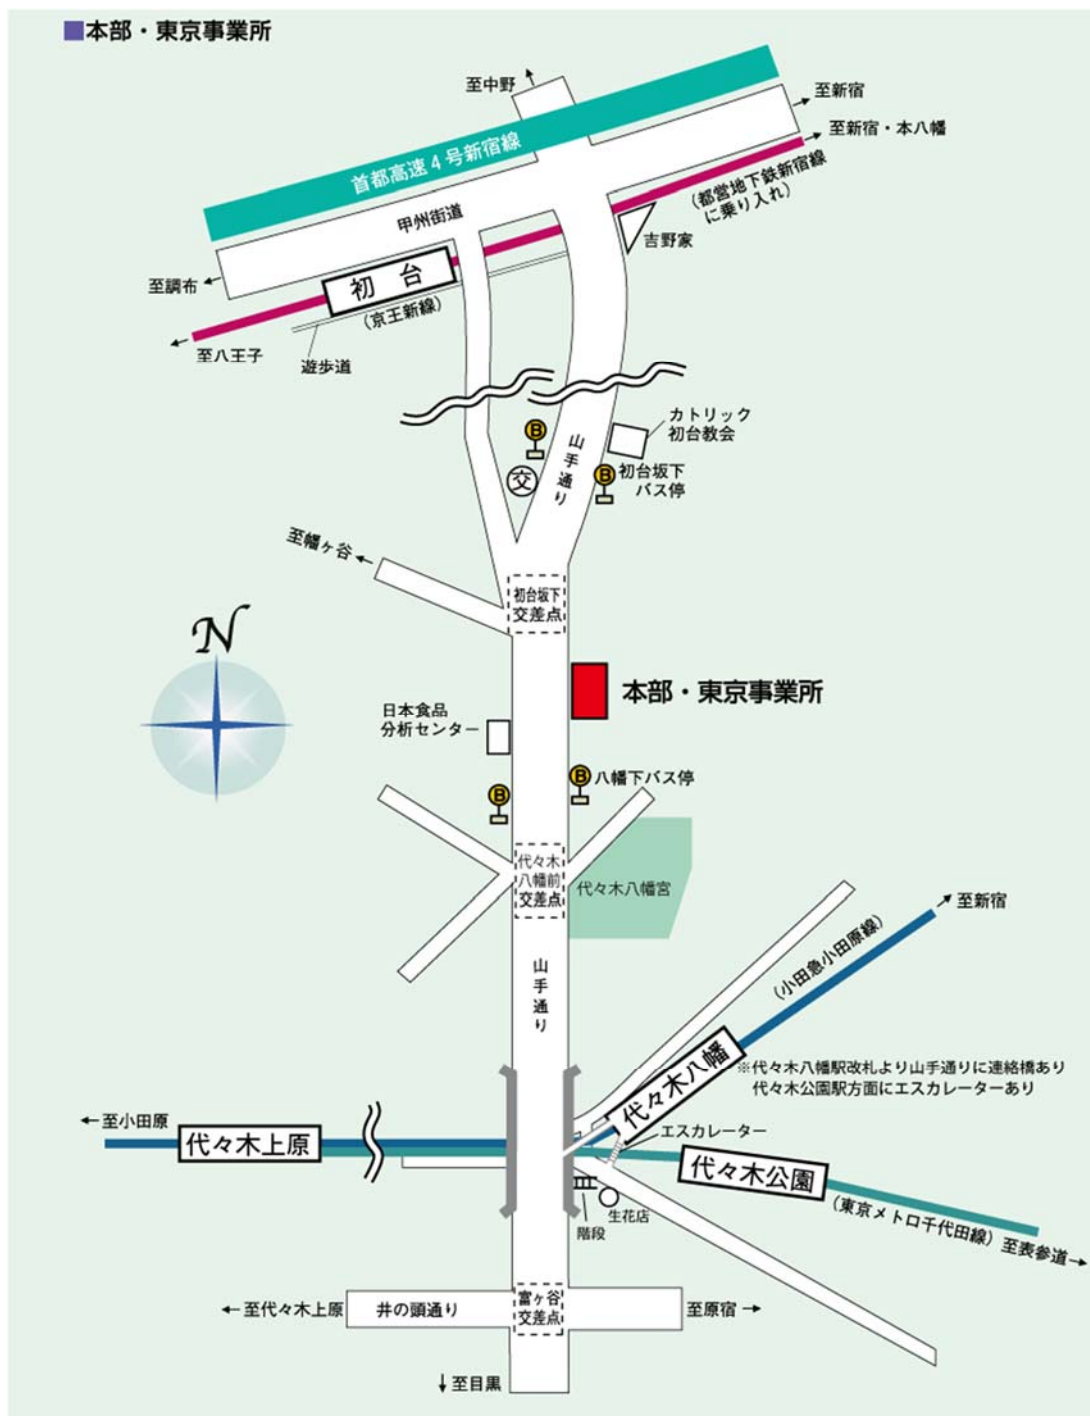 ■本部・東京事業所
至中野
至新宿
至新宿・本八幡
首都高速4号新宿線
(都営地下鉄新宿線
に乗り入れ)
甲州街道
吉野家
至調布
初台
(京王新線)
至八王子
遊歩道
カトリック
初台教会
B
山手通り
交
B
初台坂下
バス停
至幡ヶ谷
初台坂下
交差点
N
本部・東京事業所
日本食品
分析センター
B
八幡下バス停
B
代々木
八幡前
交差点
代々木八幡宮
至新宿
山手通り
(小田急小田原線)
代々木八幡
※代々木八幡駅改札より山手通りに連絡橋あり
代々木公園駅方面にエスカレーターあり
←至小田原
代々木上原
エスカレーター
代々木公園
(東京メトロ千代田線)
至表参道→
生花店
階段
←至代々木上原
井の頭通り
富ヶ谷
交差点
至原宿→
↓至目黒